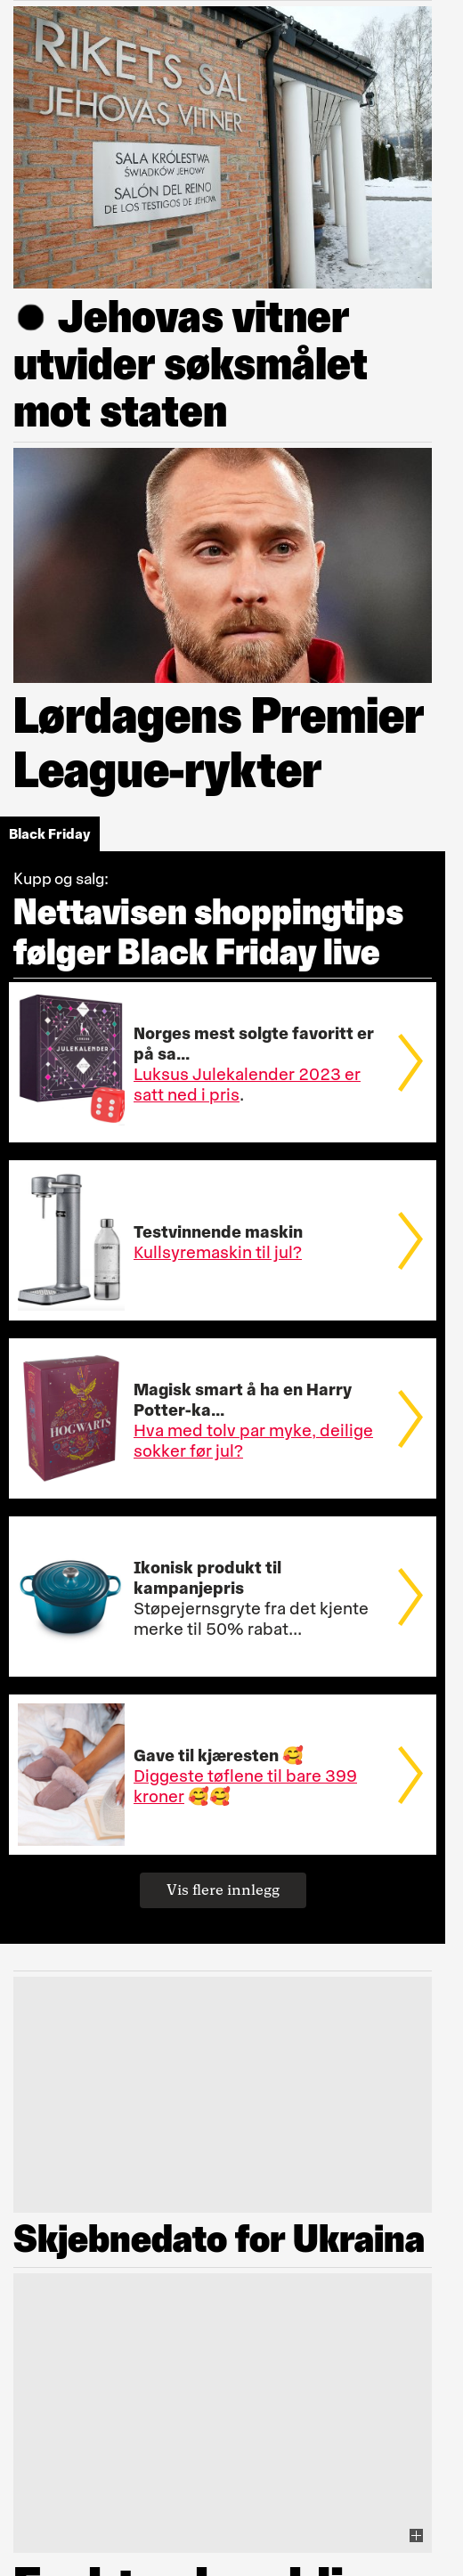 RIKETS SAL
JEHOVAS VITNER
SALA KRÓLESTWA
ŚWIADKÓW JEHOWY
SALÓN DEL REINO
DE LOS TESTIGOS DE JEHOVÁ
Jehovas vitner
utvider søksmålet
mot staten
Lørdagens Premier
League-rykter
Black Friday
Kupp og salg:
Nettavisen shoppingtips
følger Black Friday live
JULEKALENDER
Norges mest solgte favoritt er
på sa...
Luksus Julekalender 2023 er
satt ned i pris.
Testvinnende maskin
Kullsyremaskin til jul?
HOGWARTS
Magisk smart å ha en Harry
Potter-ka...
Hva med tolv par myke, deilige
sokker før jul?
Ikonisk produkt til
kampanjepris
Støpejernsgryte fra det kjente
merke til 50% rabat...
Gave til kjæresten 🥰
Diggeste tøflene til bare 399
kroner 🥰🥰
Vis flere innlegg
Skjebnedato for Ukraina